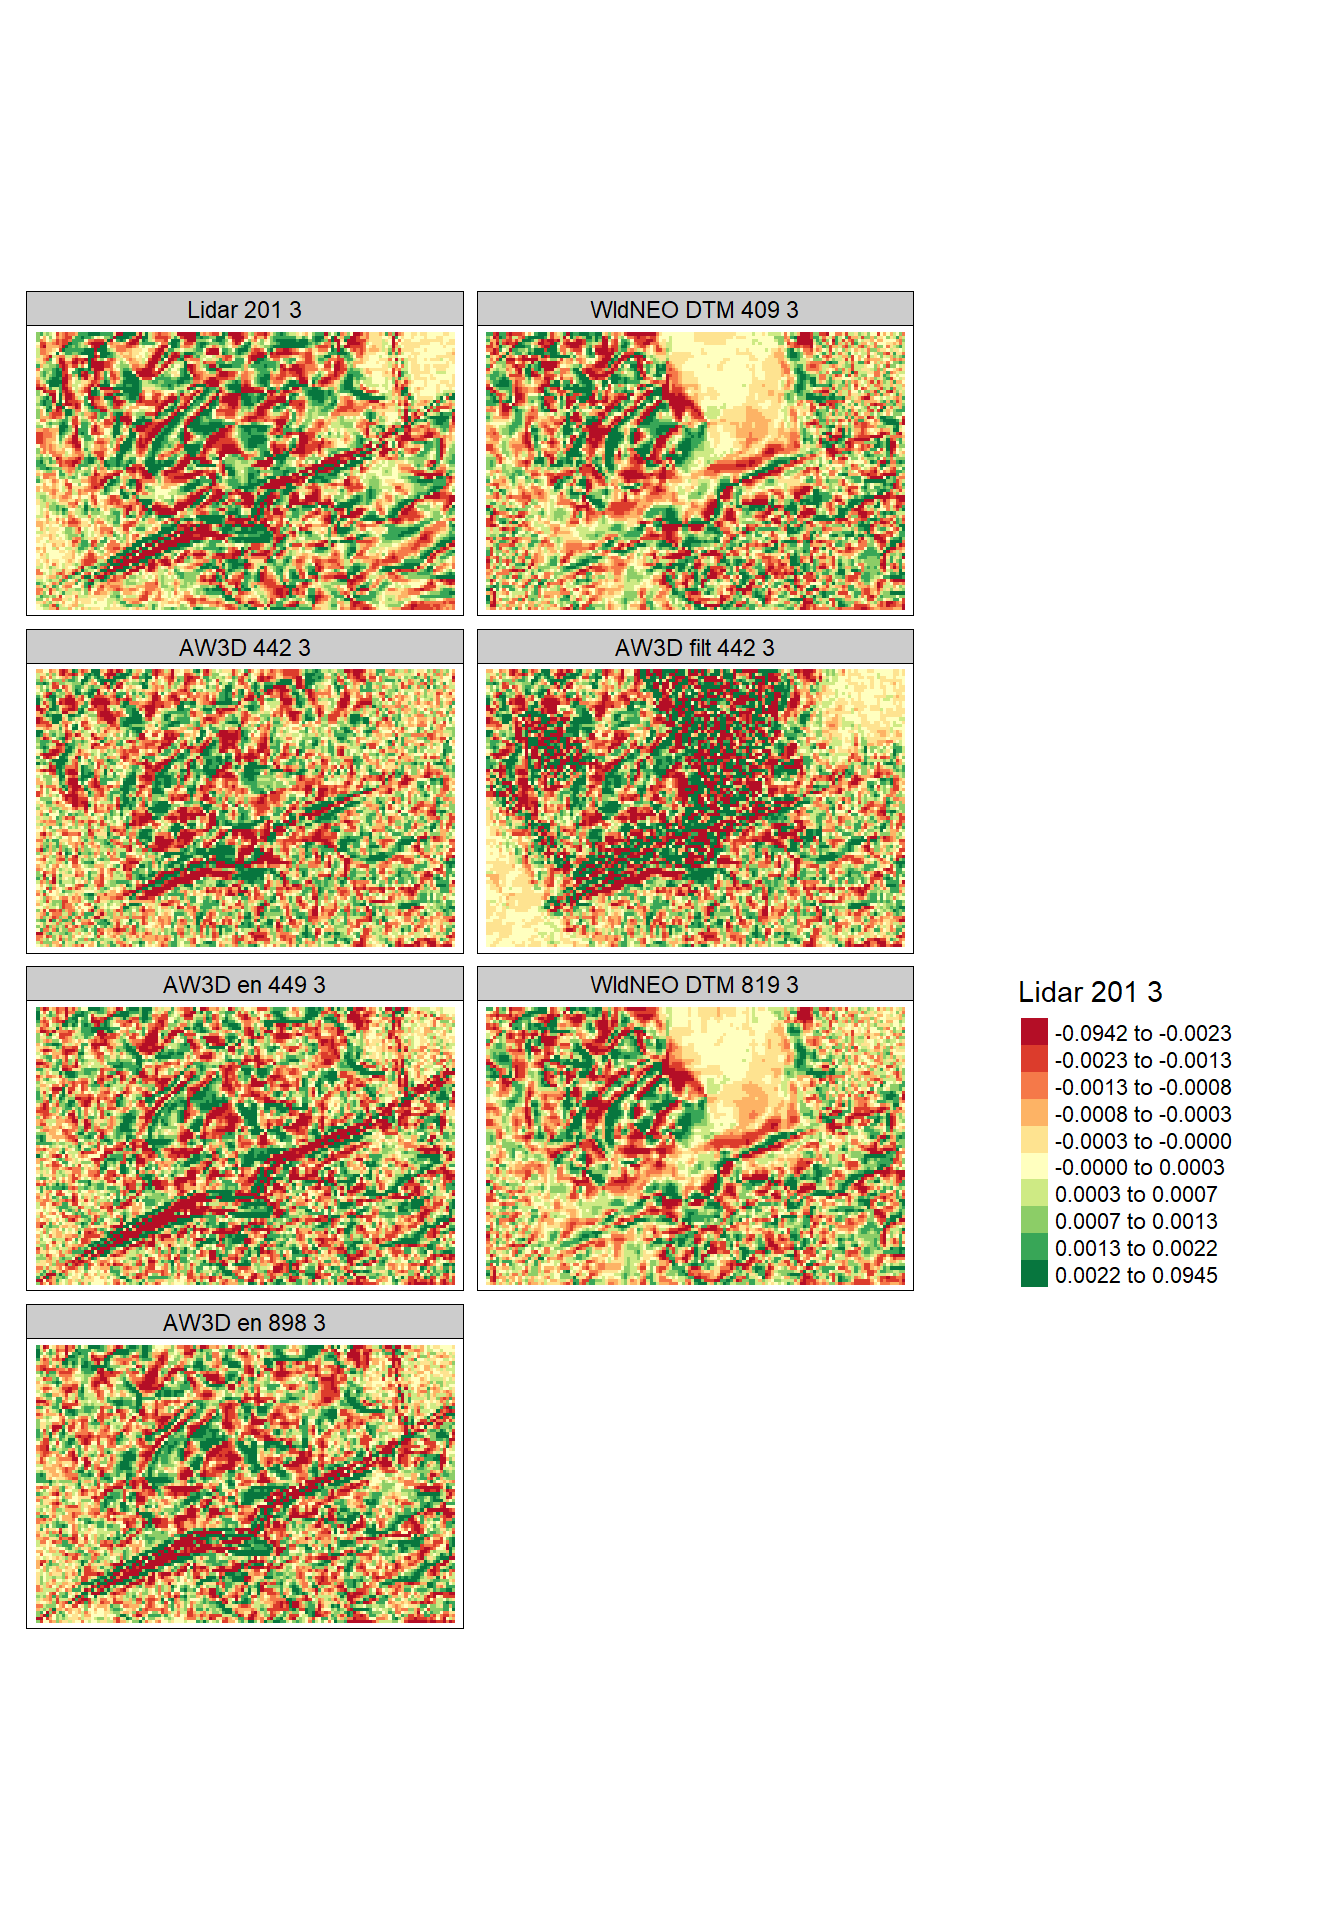 Lidar 201 3
WldNEO DTM 409 3
AW3D 442 3
AW3D filt 442 3
AW3D en 449 3
WldNEO DTM 819 3
AW3D en 898 3
Lidar 201 3
-0.0942 to -0.0023
-0.0023 to -0.0013
-0.0013 to -0.0008
-0.0008 to -0.0003
-0.0003 to -0.0000
-0.0000 to 0.0003
0.0003 to 0.0007
0.0007 to 0.0013
0.0013 to 0.0022
0.0022 to 0.0945